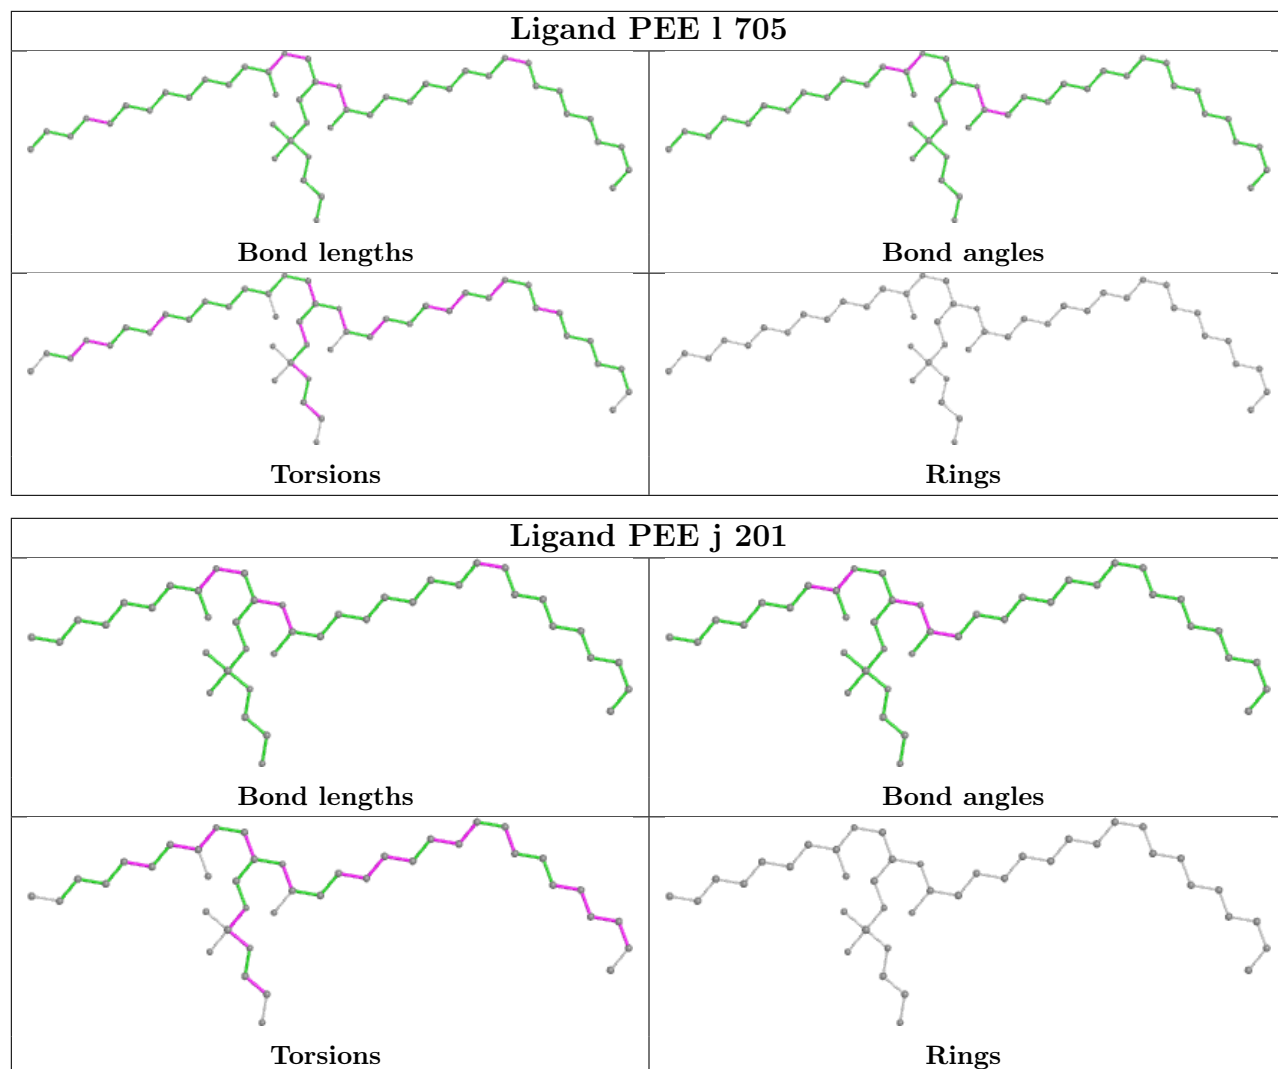 Ligand PEE l 705
Bond lengths
Bond angles
Torsions
Rings
Ligand PEE j 201
Bond lengths
Bond angles
Torsions
Rings